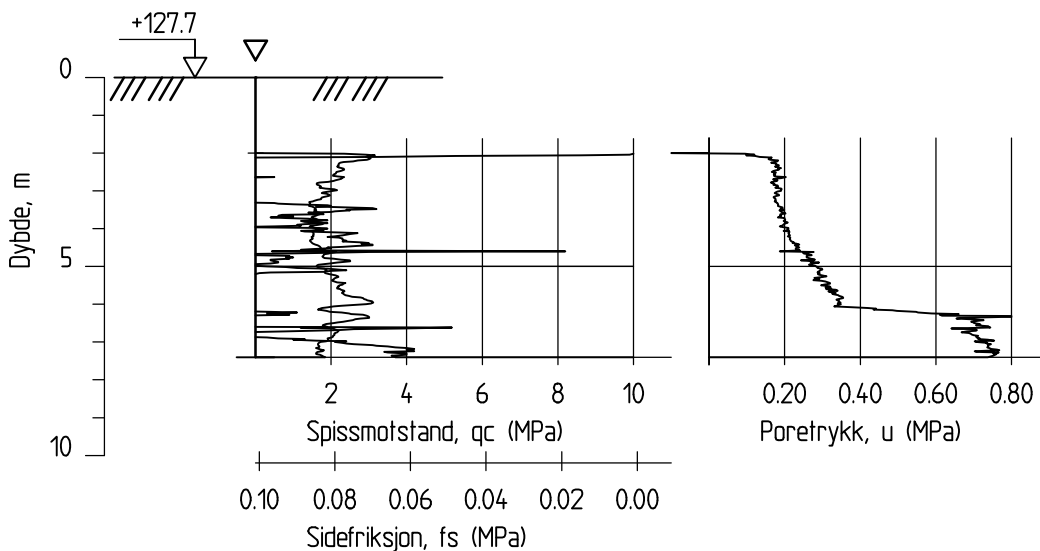 +127.7
0
5
10
Dybde, m
2 4 6 8 10
Spissmotstand, qc (MPa)
0.10 0.08 0.06 0.04 0.02 0.00
Sidefriksjon, fs (MPa)
0.20 0.40 0.60 0.80
Poretrykk, u (MPa)